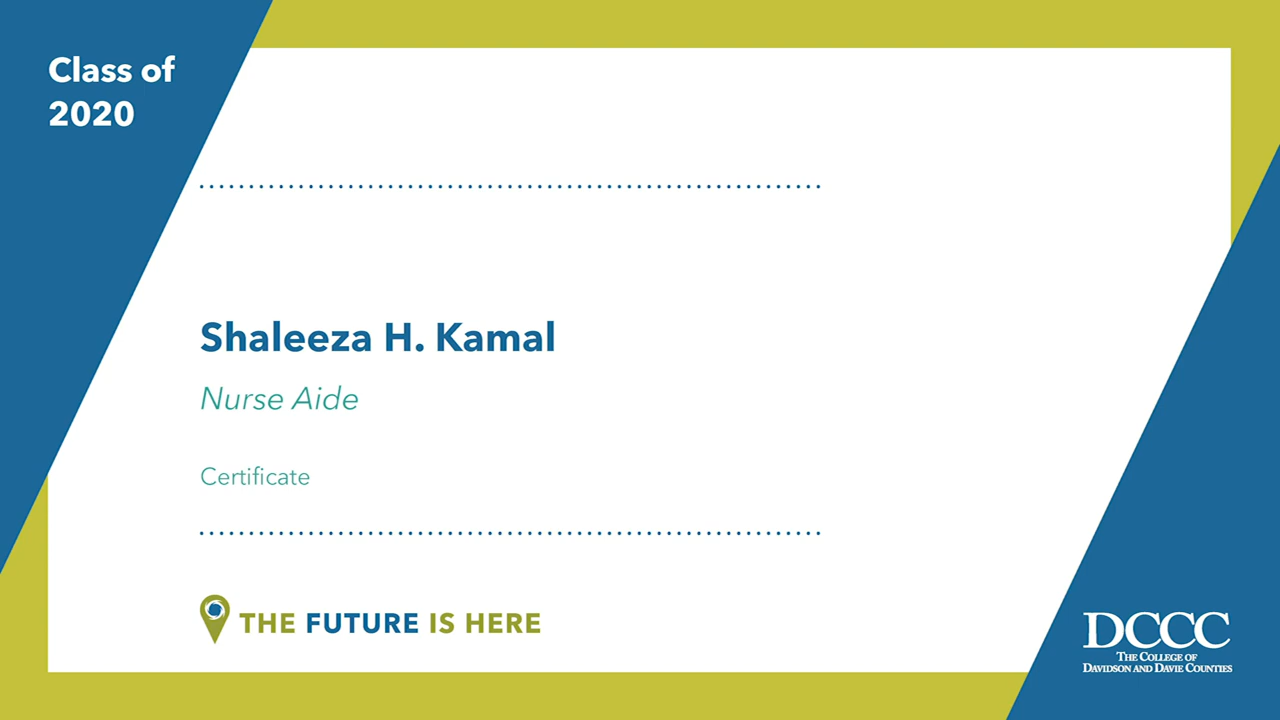 Class of
2020
Shaleeza H. Kamal
Nurse Aide
Certificate
THE FUTURE IS HERE
DCCC
THE COLLEGE OF
DAVIDSON AND DAVIE COUNTIES